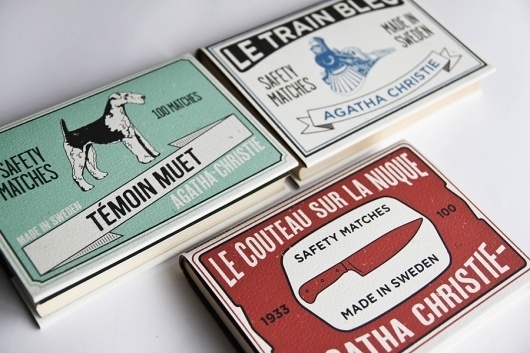 LE TRAIN BLEU
SAFETY
MATCHES
MADE IN
SWEDEN
AGATHA CHRISTIE
SAFETY
MATCHES
100 MATCHES
TÉMOIN MUET
MADE IN SWEDEN
AGATHA-CHRISTIE
LE COUTEAU SUR LA NUQUE
SAFETY MATCHES
1933
100
MADE IN SWEDEN
AGATHA CHRISTIE-